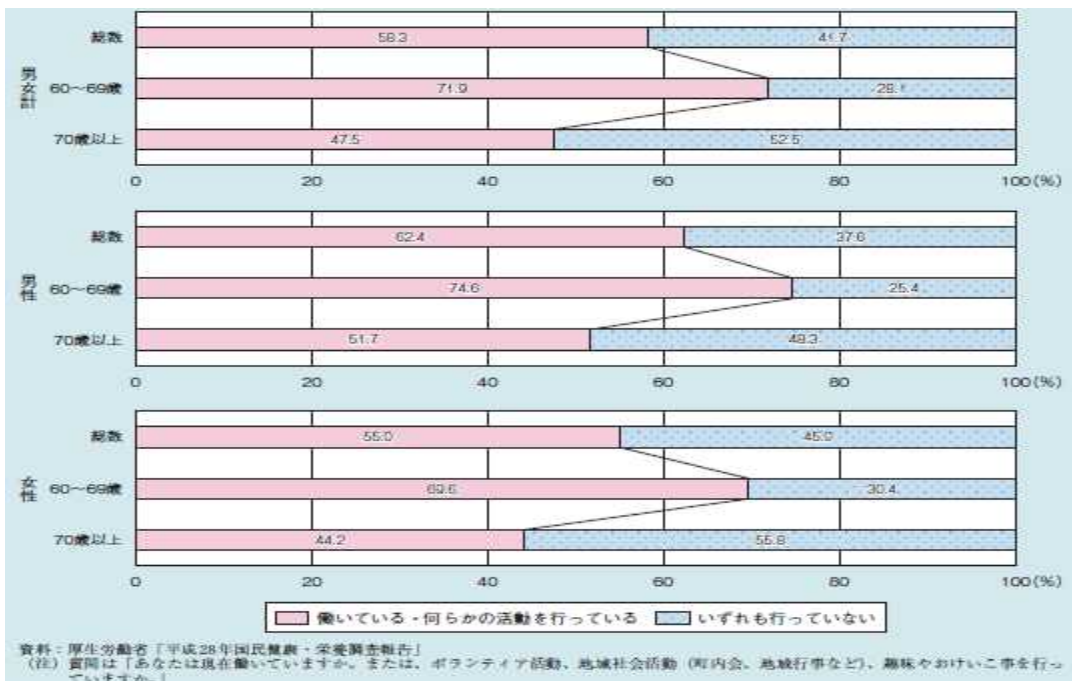 総数
58.3
41.7
男女計
60～69歳
71.9
28.1
70歳以上
47.5
52.5
0 20 40 60 80 100(%)
総数
62.4
37.6
男性
60～69歳
74.6
25.4
70歳以上
51.7
48.3
0 20 40 60 80 100(%)
総数
55.0
45.0
女性
60～69歳
69.6
30.4
70歳以上
44.2
55.8
0 20 40 60 80 100(%)
働いている・何らかの活動を行っている いずれも行っていない
資料：厚生労働省「平成28年国民健康・栄養調査報告」
（注）質問は「あなたは現在働いていますか。または、ボランティア活動、地域社会活動（町内会、地域行事など）、趣味やおけいこ事を行っ
ていますか。」